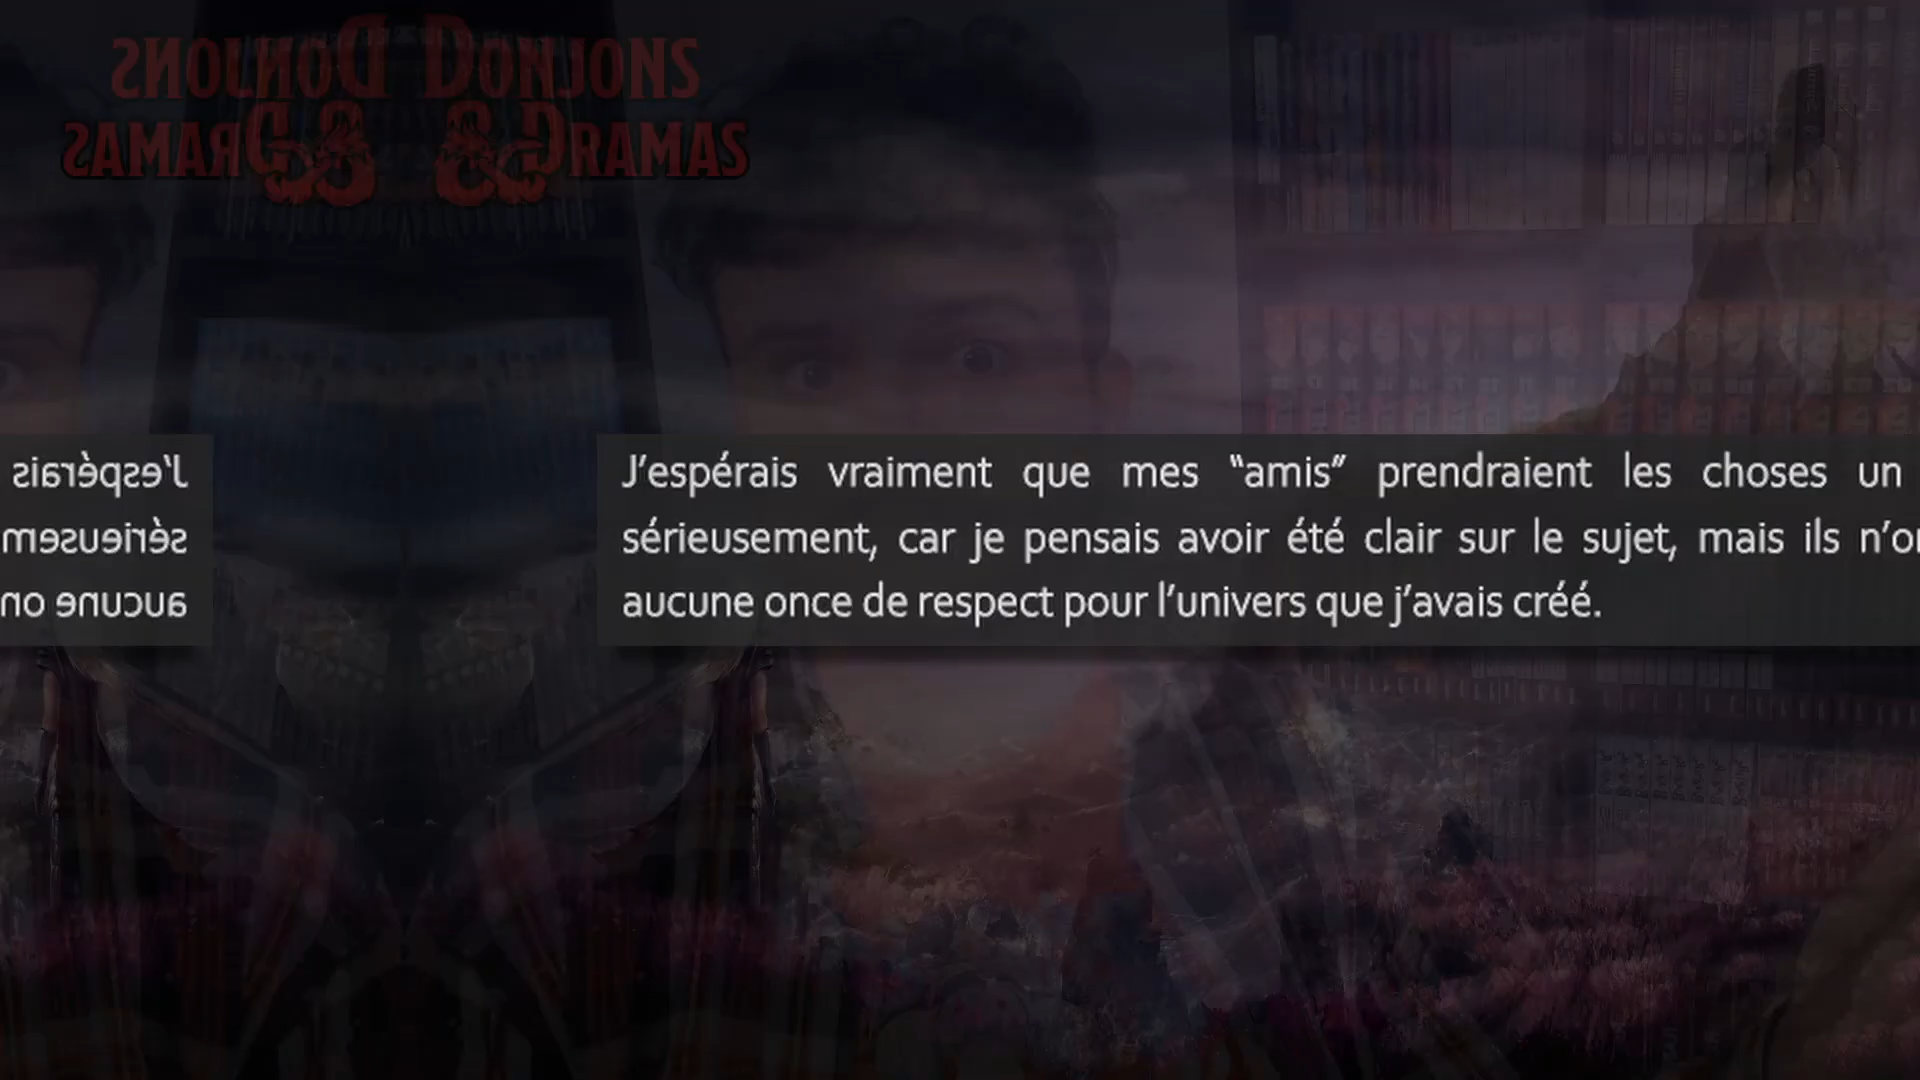 DONJONS
& DRAMAS
J'espérais vraiment que mes “amis” prendraient les choses un
sérieusement, car je pensais avoir été clair sur le sujet, mais ils
aucune once de respect pour l'univers que j'avais créé.